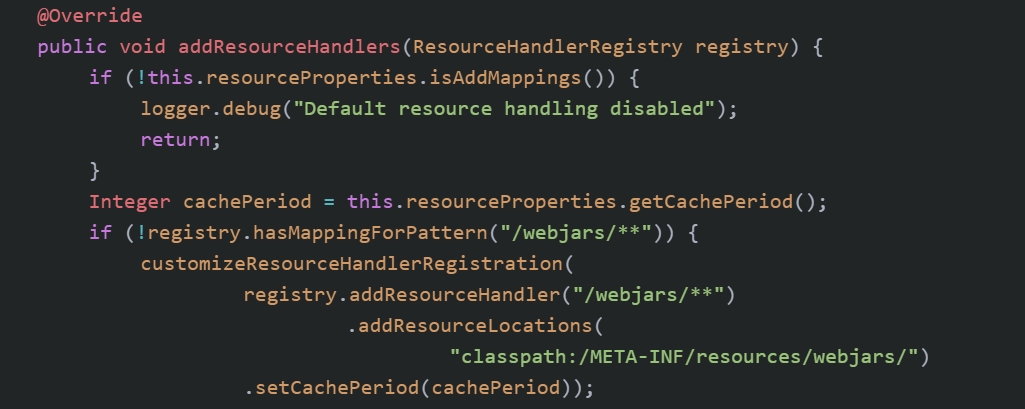 @Override
public void addResourceHandlers(ResourceHandlerRegistry registry) {
if (!this.resourceProperties.isAddMappings()) {
logger.debug("Default resource handling disabled");
return;
}
Integer cachePeriod = this.resourceProperties.getCachePeriod();
if (!registry.hasMappingForPattern("/webjars/**")) {
customizeResourceHandlerRegistration(
registry.addResourceHandler("/webjars/**")
.addResourceLocations(
"classpath:/META-INF/resources/webjars/")
.setCachePeriod(cachePeriod));